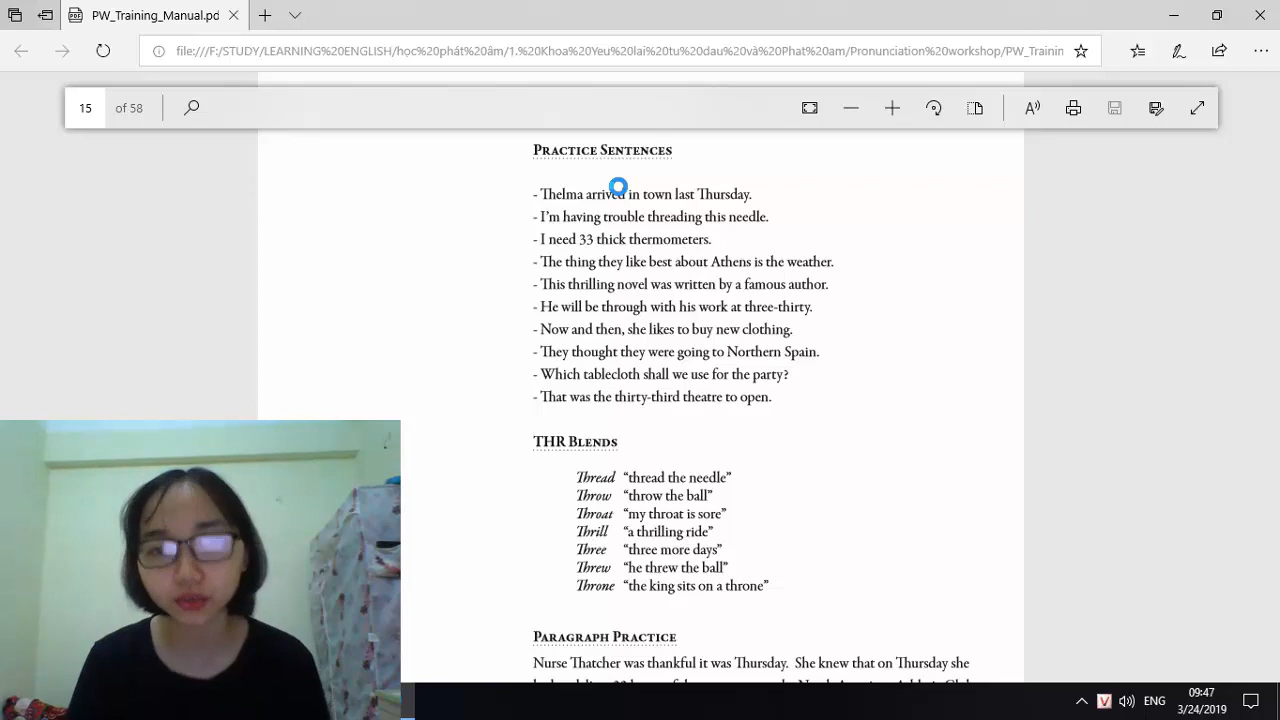 Training Manual.pdf
file:///F:/STUDY/LEARNING%20ENGLISH/học%20phát%20âm/1.%20Khoa%20Yeu%20lai%20tu%20dau%20và%20Phat%20am/Pronunciation%20workshop/PW_Trainin
15 of 58
PRACTICE SENTENCES
- Thelma arrived in town last Thursday.
- I'm having trouble threading this needle.
- I need 33 thick thermometers.
- The thing they like best about Athens is the weather.
- This thrilling novel was written by a famous author.
- He will be through with his work at three-thirty.
- Now and then, she likes to buy new clothing.
- They thought they were going to Northern Spain.
- Which tablecloth shall we use for the party?
- That was the thirty-third theatre to open.
THR BLENDS
Thread “thread the needle”
Throw “throw the ball”
Throat “my throat is sore”
Thrill “a thrilling ride”
Three “three more days”
Threw “he threw the ball”
Throne “the king sits on a throne”
PARAGRAPH PRACTICE
Nurse Thatcher was thankful it was Thursday. She knew that on Thursday she
ENG
09:47
3/24/2019